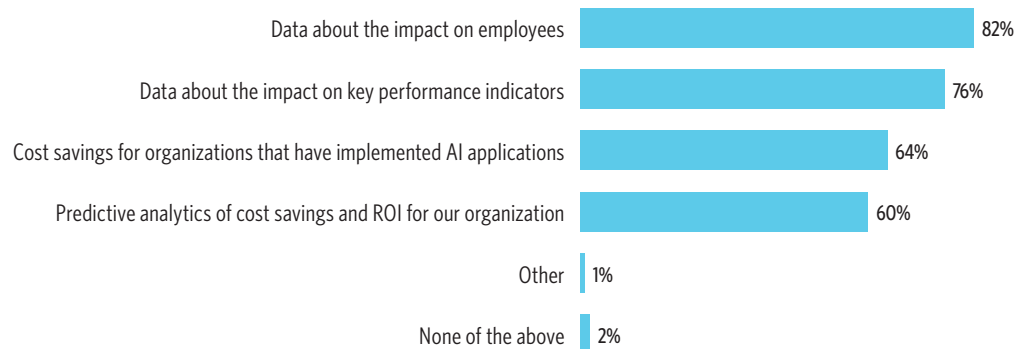 Data about the impact on employees 82%
Data about the impact on key performance indicators 76%
Cost savings for organizations that have implemented AI applications 64%
Predictive analytics of cost savings and ROI for our organization 60%
Other 1%
None of the above 2%